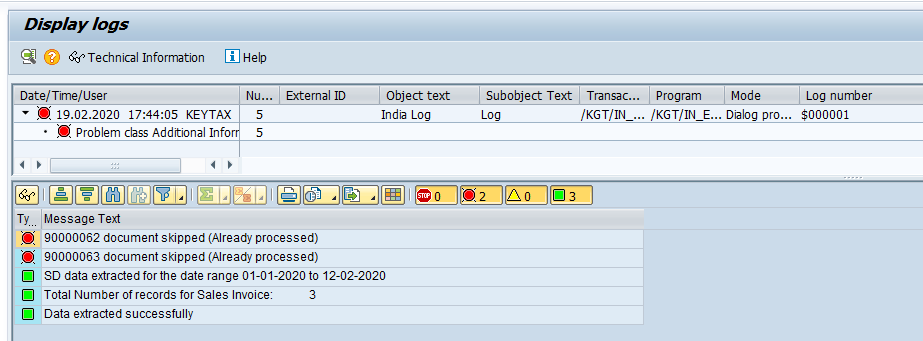 Display logs
Technical Information Help
Date/Time/User Nu... External ID Object text Subobject Text Transac... Program Mode Log number
19.02.2020 17:44:05 KEYTAX 5 India Log Log /KGT/IN_... /KGT/IN_E... Dialog pro... $000001
Problem class Additional Inforr 5
STOP 0 2 0 3
Ty... Message Text
90000062 document skipped (Already processed)
90000063 document skipped (Already processed)
SD data extracted for the date range 01-01-2020 to 12-02-2020
Total Number of records for Sales Invoice: 3
Data extracted successfully